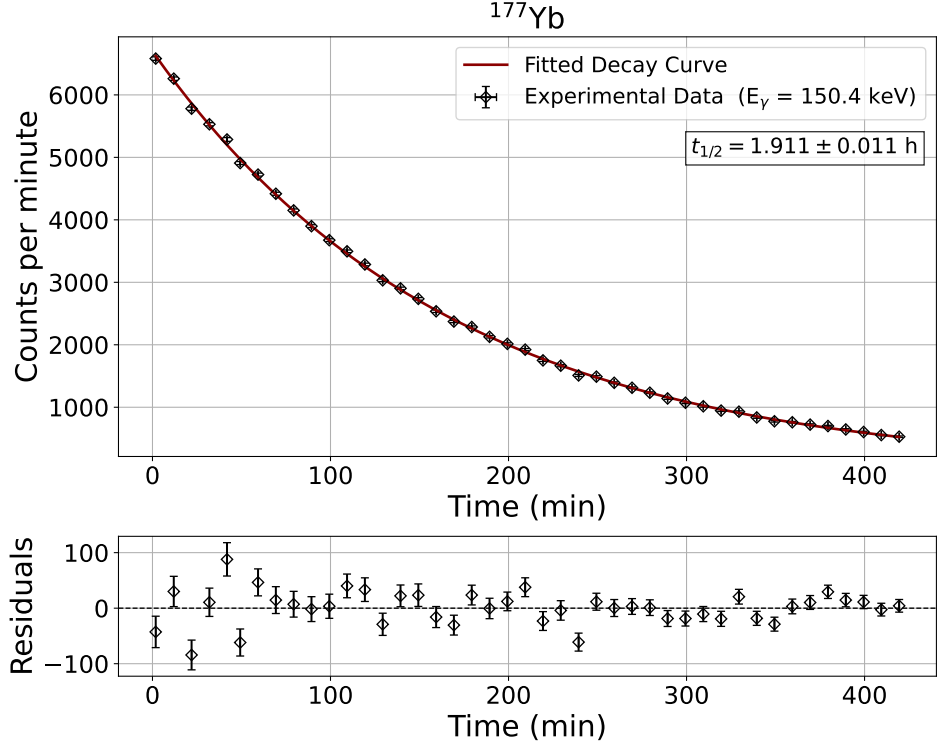 ¹⁷⁷Yb
Counts per minute
6000
5000
4000
3000
2000
1000
Fitted Decay Curve
Experimental Data (Eγ = 150.4 keV)
t₁/₂ = 1.911 ± 0.011 h
0 100 200 300 400
Time (min)
Residuals
100
0
−100
0 100 200 300 400
Time (min)